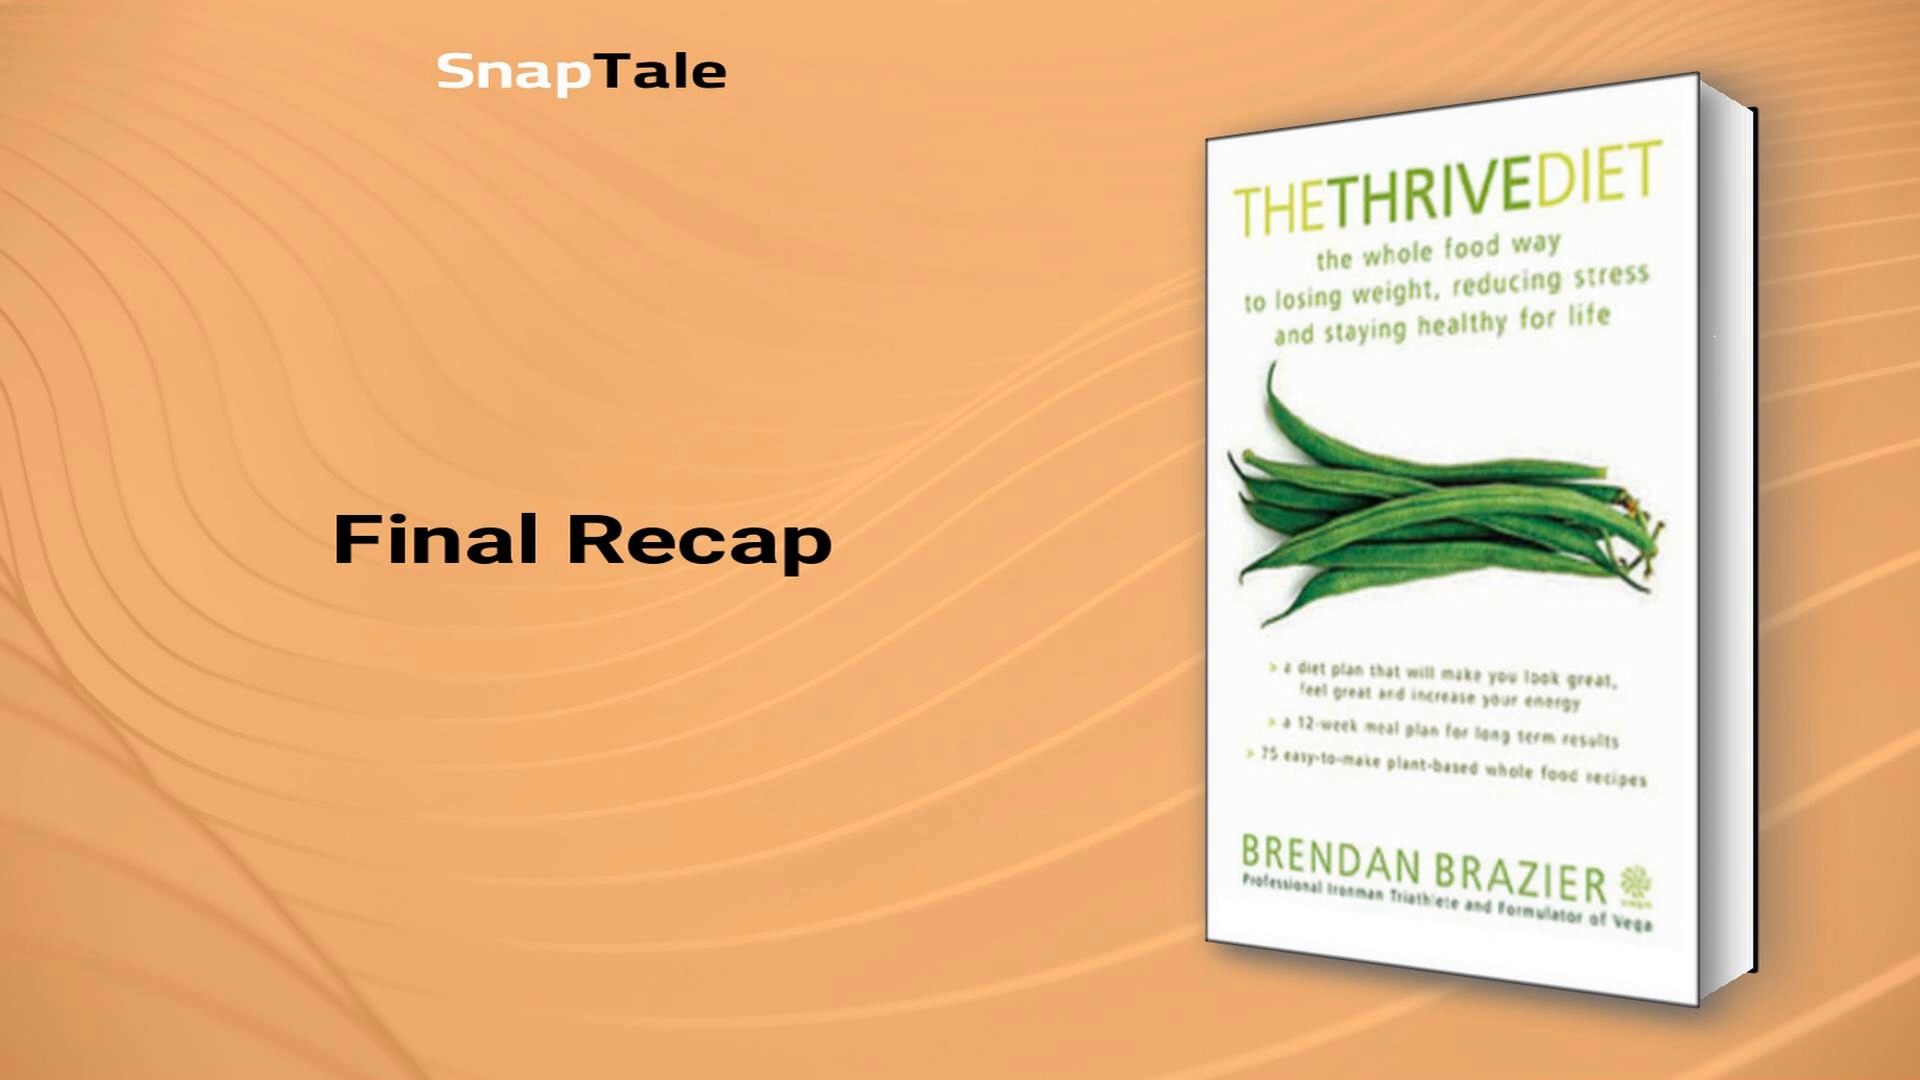 SnapTale
Final Recap
THETHRIVEDIET
the whole food way
to losing weight, reducing stress
and staying healthy for life
> a diet plan that will make you look great,
feel great and increase your energy
> a 12-week meal plan for long term results
> 75 easy-to-make plant-based whole food recipes
BRENDAN BRAZIER
Professional Ironman Triathlete and Formulator of Vega